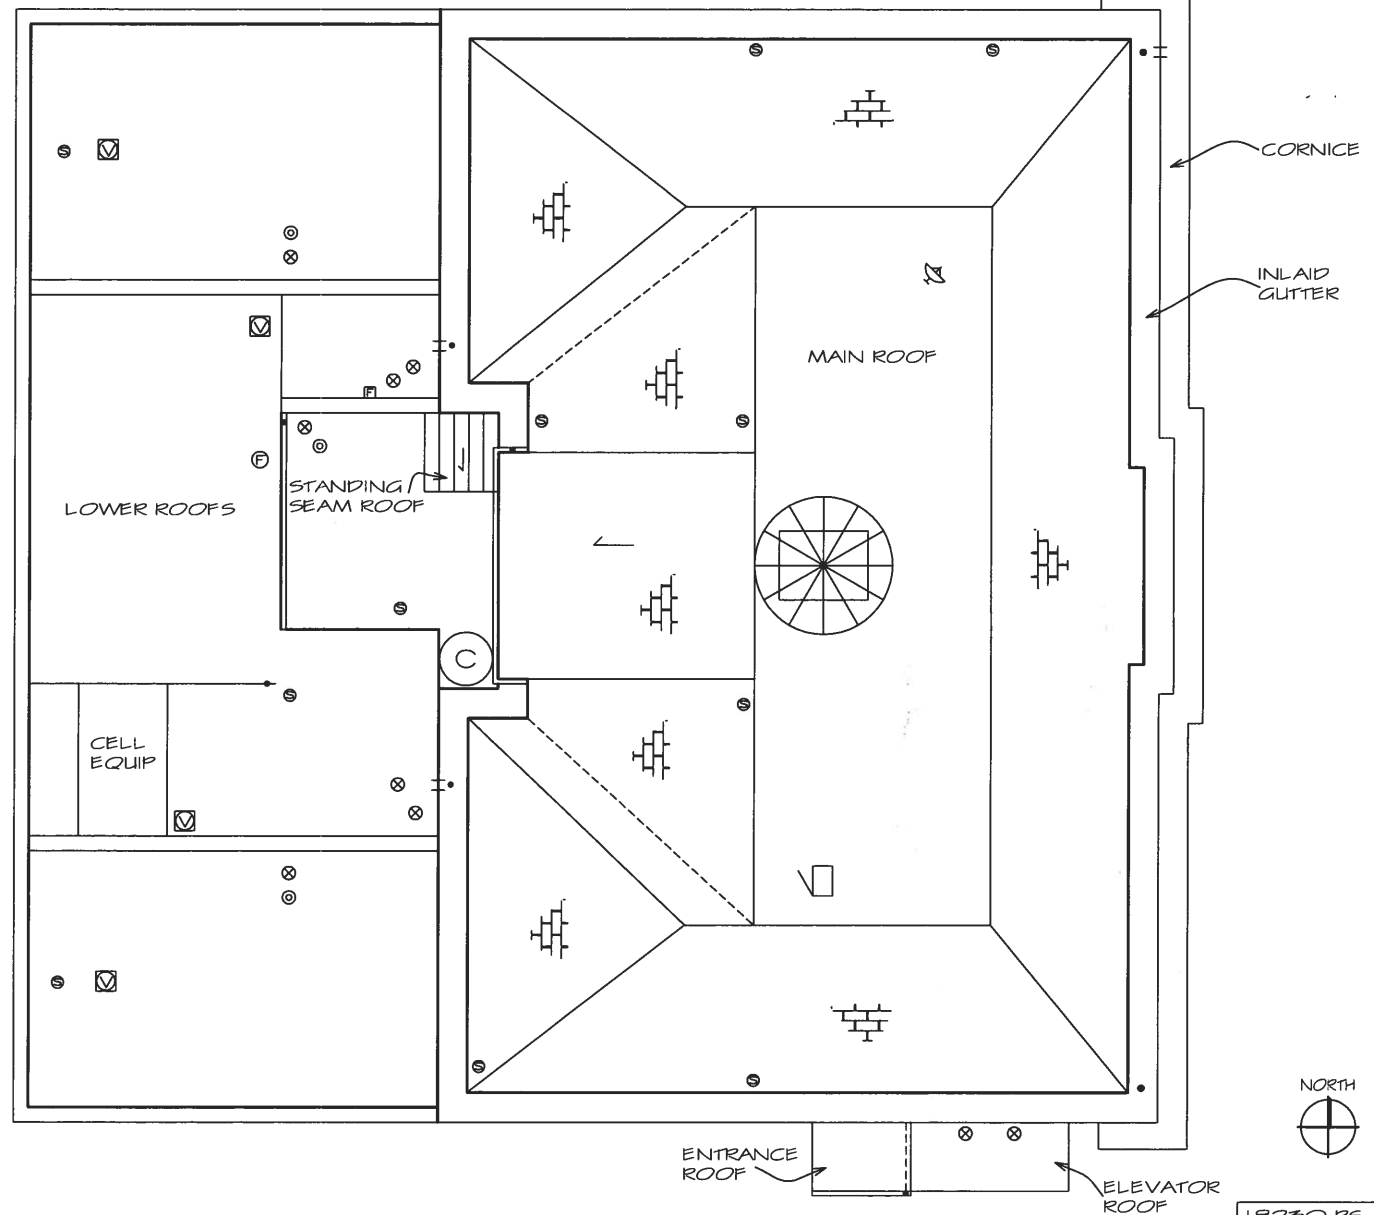 CORNICE
INLAID
GUTTER
MAIN ROOF
STANDING
SEAM ROOF
LOWER ROOFS
CELL
EQUIP
NORTH
ENTRANCE
ROOF
ELEVATOR
ROOF
S
S
S
V
V
F
F
S
S
S
S
C
S
S
V
S
V
S
S